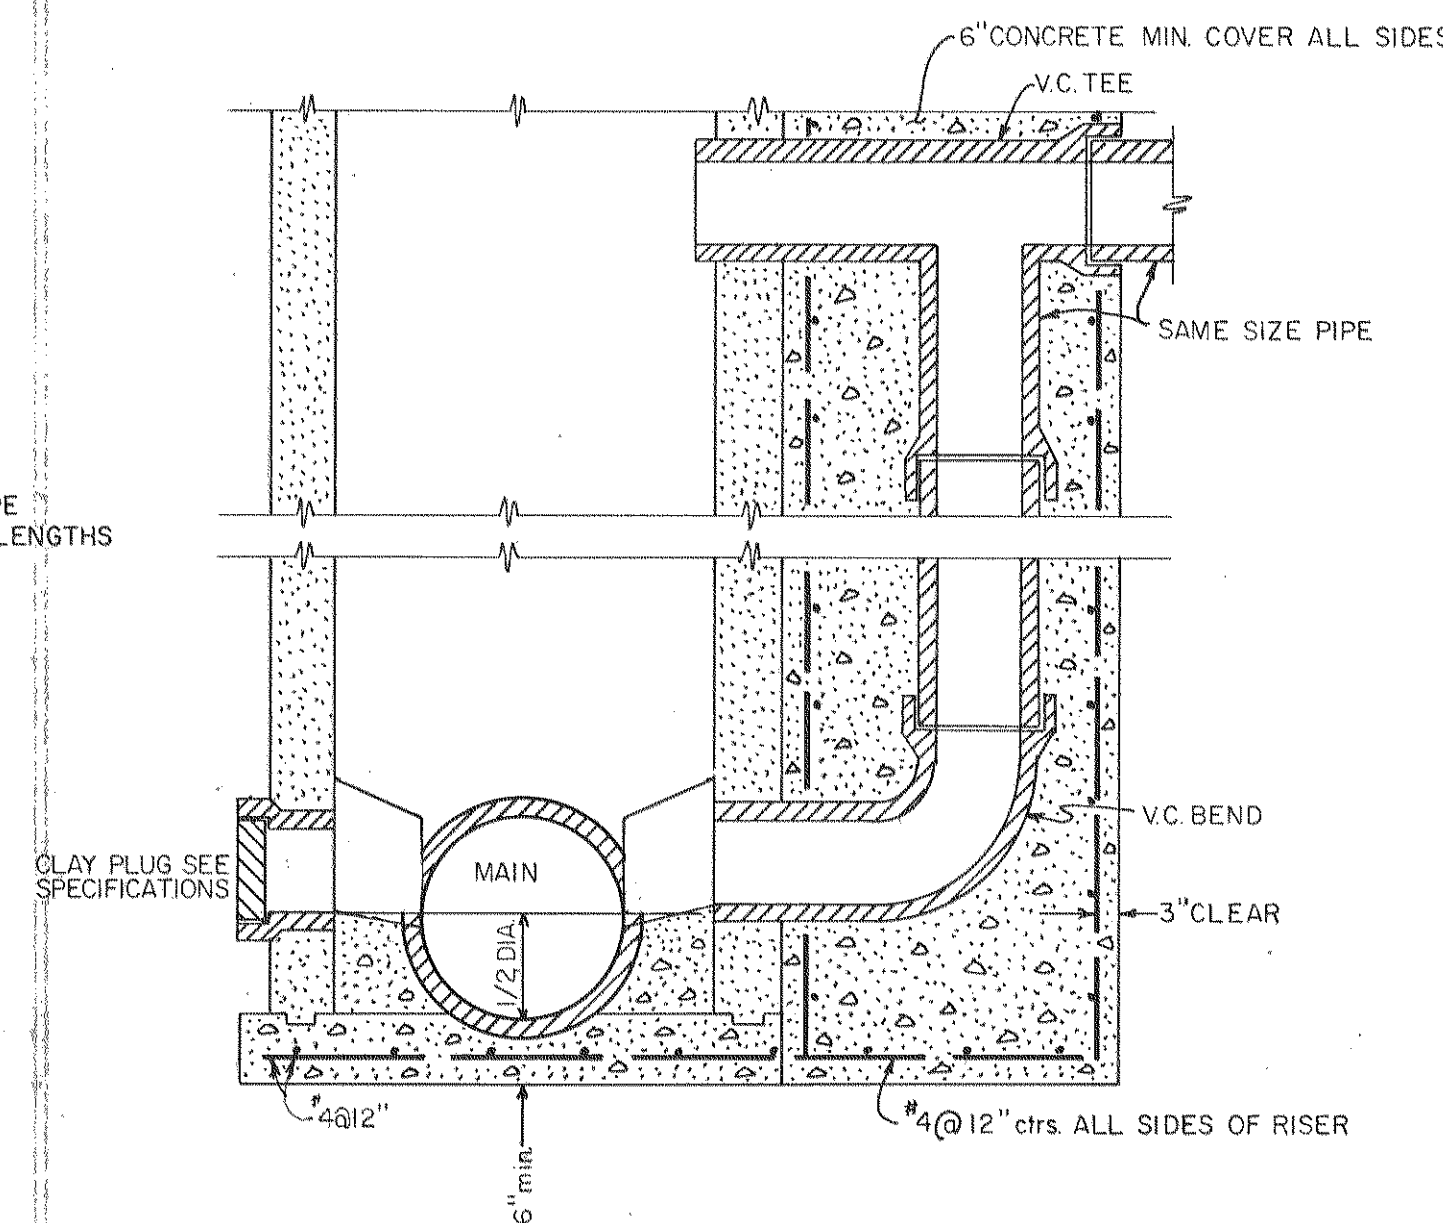 6" CONCRETE MIN. COVER ALL SIDES
V.C. TEE
SAME SIZE PIPE
LENGTHS
MAIN
V.C. BEND
CLAY PLUG SEE
SPECIFICATIONS
1/2 DIA.
3" CLEAR
#4@12"
#4@12" ctrs. ALL SIDES OF RISER
6" min.